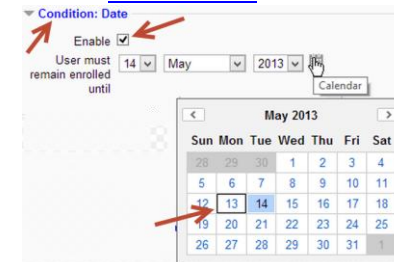 Condition: Date
Enable
User must remain enrolled until
14 May 2013
Calendar
May 2013
Sun Mon Tue Wed Thu Fri Sat
28 29 30 1 2 3 4
5 6 7 8 9 10 11
12 13 14 15 16 17 18
19 20 21 22 23 24 25
26 27 28 29 30 31 1